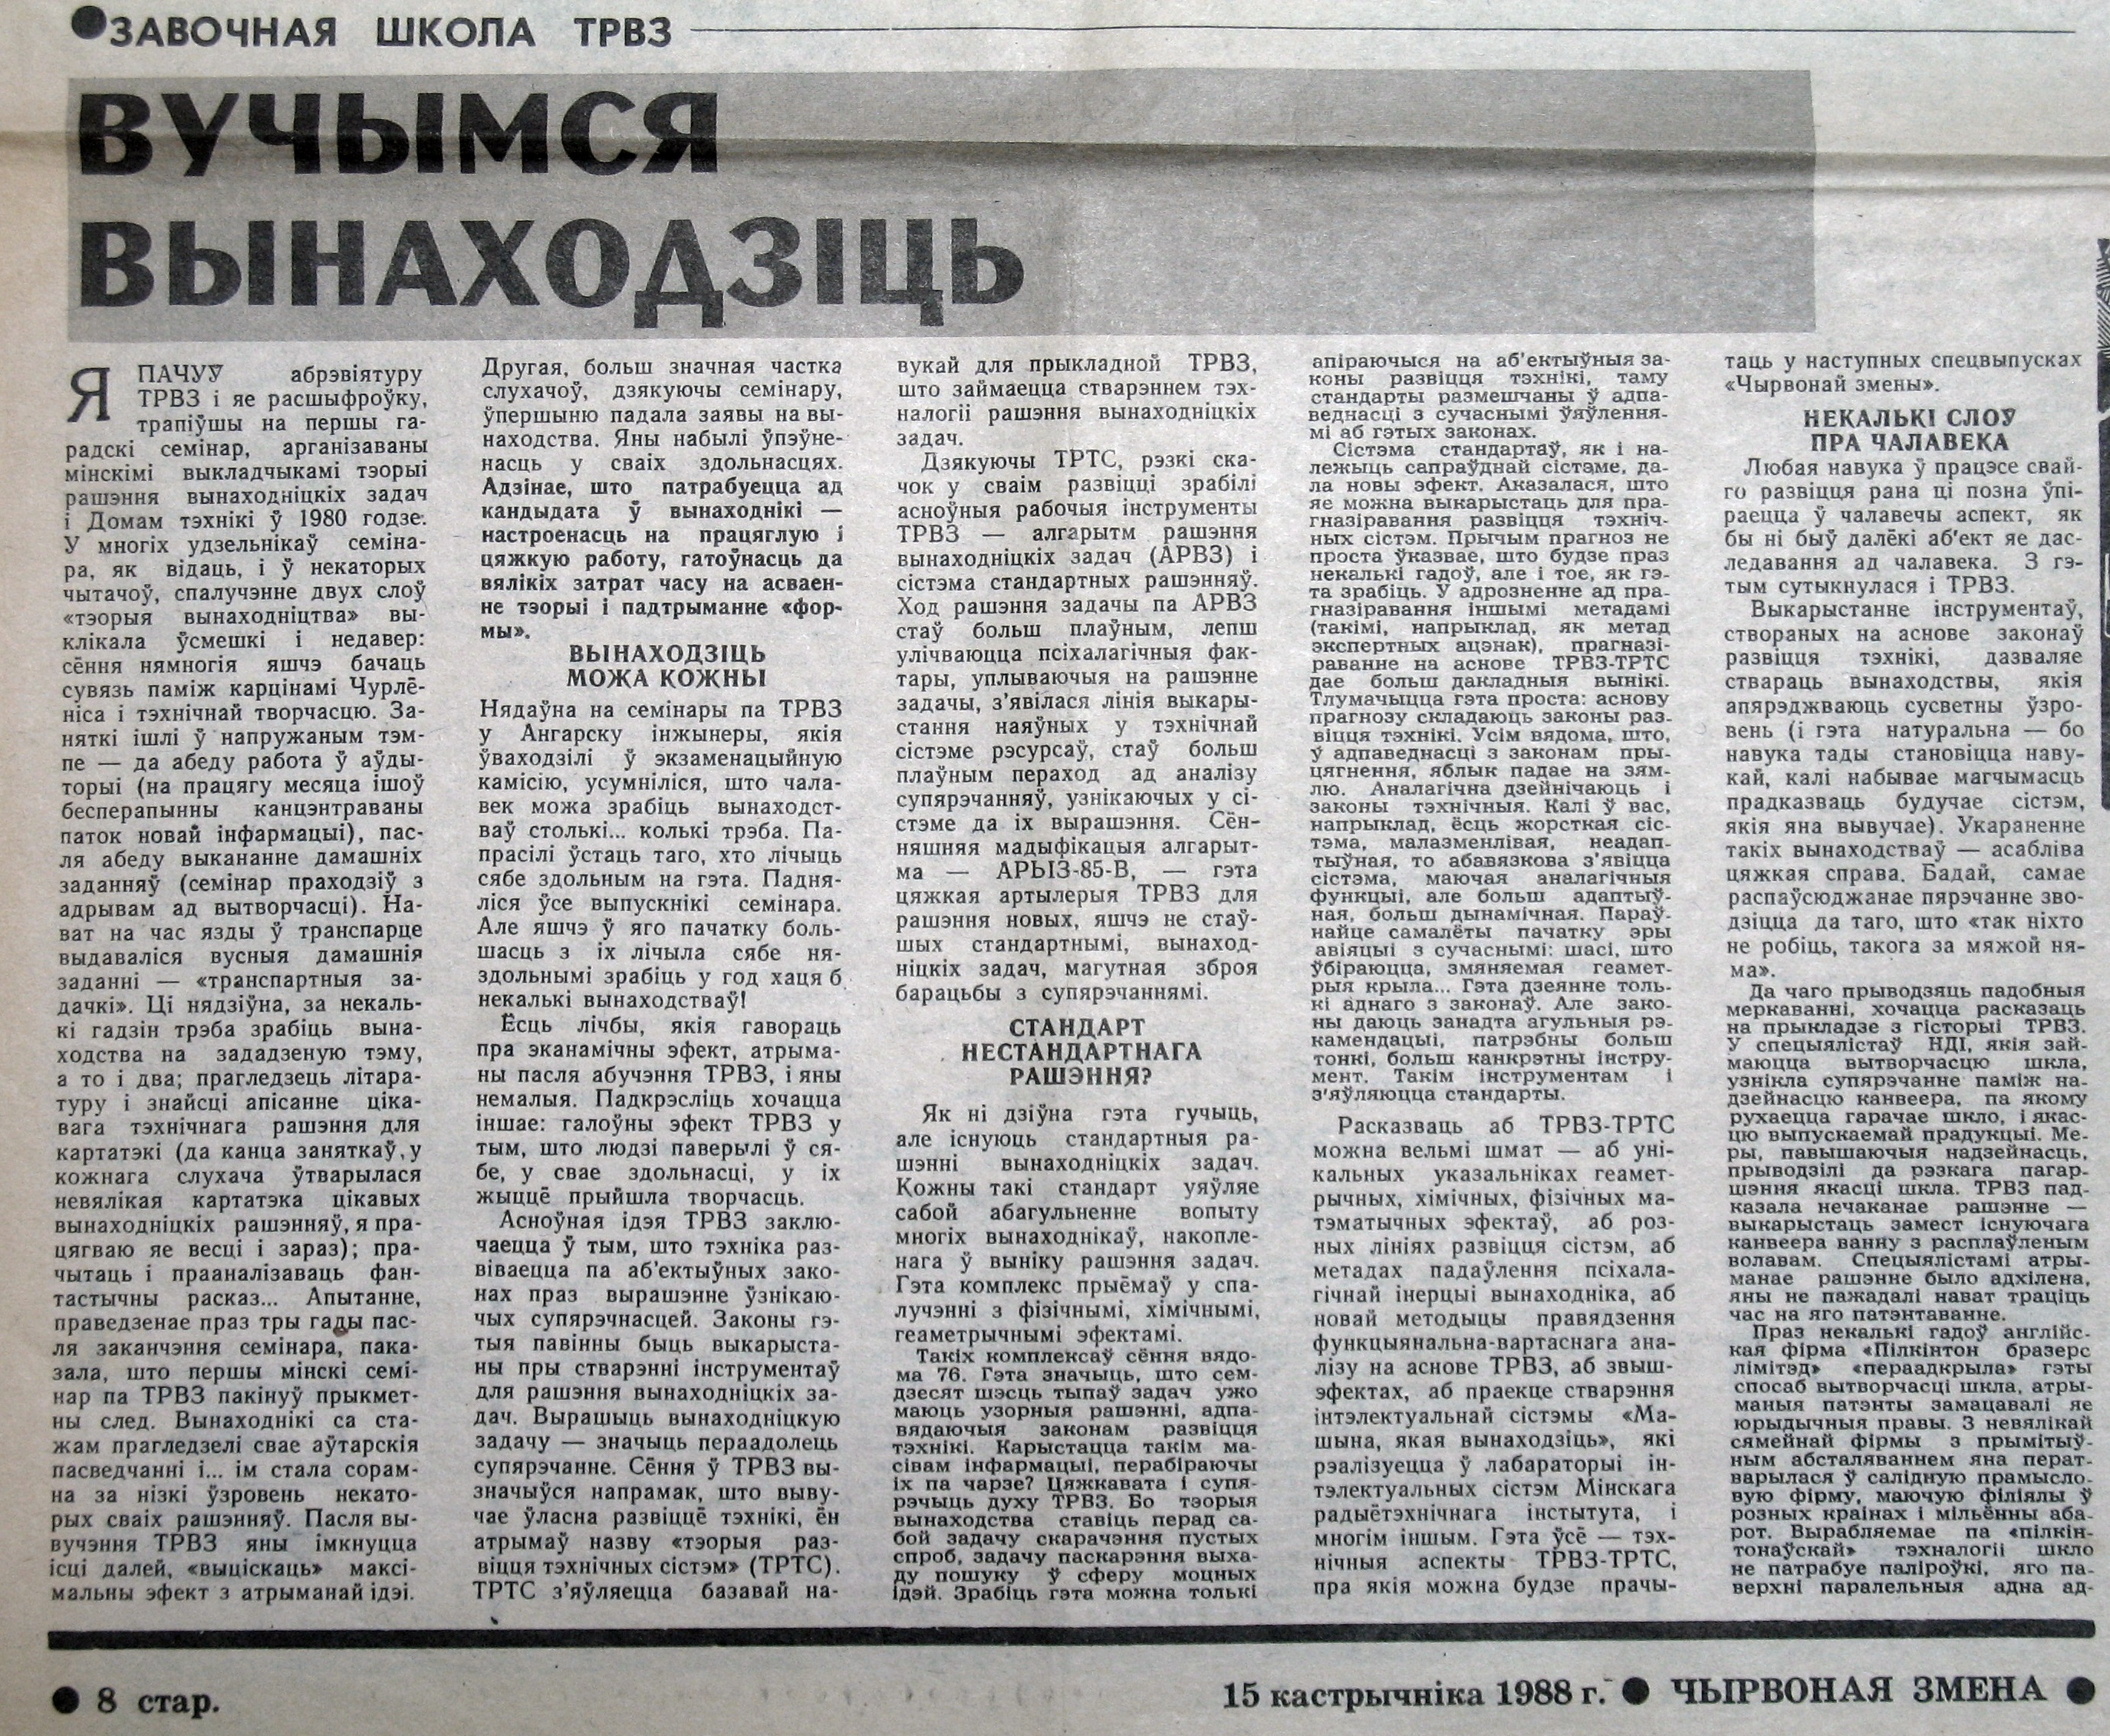 ●ЗАВОЧНАЯ ШКОЛА ТРВЗ
ВУЧЫМСЯ
ВЫНАХОДЗІЦЬ
Я ПАЧУЎ абрэвіятуру
ТРВЗ і яе расшыфроўку,
трапіўшы на першы га-
радскі семінар, арганізаваны
мінскімі выкладчыкамі тэорыі
рашэння вынаходніцкіх задач
і Домам тэхнікі ў 1980 годзе.
У многіх удзельнікаў семіна-
ра, як відаць, і ў некаторых
чытачоў, спалучэнне двух слоў
«тэорыя вынаходніцтва» вы-
клікала ўсмешкі і недавер:
сёння нямногія яшчэ бачаць
сувязь паміж карцінамі Чурлё-
ніса і тэхнічнай творчасцю. За-
няткі ішлі ў напружаным тэм-
пе — да абеду работа ў аўды-
торыі (на працягу месяца ішоў
бесперапынны канцэнтраваны
паток новай інфармацыі), пас-
ля абеду выкананне дамашніх
заданняў (семінар праходзіў з
адрывам ад вытворчасці). На-
ват на час язды ў транспарце
выдаваліся вусныя дамашнія
заданні — «транспартныя за-
дачкі». Ці нядзіўна, за некаль-
кі гадзін трэба зрабіць вына-
ходства на зададзеную тэму,
а то і два; прагледзець літара-
туру і знайсці апісанне ціка-
вага тэхнічнага рашэння для
картатэкі (да канца заняткаў у
кожнага слухача ўтварылася
невялікая картатэка цікавых
вынаходніцкіх рашэнняў, я пра-
цягваю яе весці і зараз); пра-
чытаць і прааналізаваць фан-
тастычны расказ... Апытанне,
праведзенае праз тры гады пас-
ля заканчэння семінара, пака-
зала, што першы мінскі семі-
нар па ТРВЗ пакінуў прыкмет-
ны след. Вынаходнікі са ста-
жам прагледзелі свае аўтарскія
пасведчанні і... ім стала сорам-
на за нізкі ўзровень некато-
рых сваіх рашэнняў. Пасля вы-
вучэння ТРВЗ яны імкнуцца
ісці далей, «выціскаць» максі-
мальны эфект з атрыманай ідэі.
Другая, больш значная частка
слухачоў, дзякуючы семінару,
ўпершыню падала заявы на вы-
находства. Яны набылі ўпэўне-
насць у сваіх здольнасцях.
Адзінае, што патрабуецца ад
кандыдата ў вынаходнікі —
настроенасць на працяглую і
цяжкую работу, гатоўнасць да
вялікіх затрат часу на асваен-
не тэорыі і падтрыманне «фор-
мы».
ВЫНАХОДЗІЦЬ
МОЖА КОЖНЫ
Нядаўна на семінары па ТРВЗ
у Ангарску інжынеры, якія
ўваходзілі ў экзаменацыйную
камісію, усумніліся, што чала-
век можа зрабіць вынаходст-
ваў столькі... колькі трэба. Па-
прасілі ўстаць таго, хто лічыць
сябе здольным на гэта. Падня-
ліся ўсе выпускнікі семінара.
Але яшчэ ў яго пачатку боль-
шасць з іх лічыла сябе ня-
здольнымі зрабіць у год хаця б
некалькі вынаходстваў!
Ёсць лічбы, якія гавораць
пра эканамічны эфект, атрыма-
ны пасля абучэння ТРВЗ, і яны
немалыя. Падкрэсліць хочацца
іншае: галоўны эфект ТРВЗ у
тым, што людзі паверылі ў ся-
бе, у свае здольнасці, у іх
жыццё прыйшла творчасць.
Асноўная ідэя ТРВЗ заклю-
чаецца ў тым, што тэхніка раз-
віваецца па аб'ектыўных зако-
нах праз вырашэнне ўзнікаю-
чых супярэчнасцей. Законы гэ-
тыя павінны быць выкарыста-
ны пры стварэнні інструментаў
для рашэння вынаходніцкіх за-
дач. Вырашыць вынаходніцкую
задачу — значыць пераадолець
супярэчанне. Сёння ў ТРВЗ вы-
значыўся напрамак, што выву-
чае ўласна развіццё тэхнікі, ён
атрымаў назву «тэорыя раз-
віцця тэхнічных сістэм» (ТРТС).
ТРТС з'яўляецца базавай на-
вукай для прыкладной ТРВЗ,
што займаецца стварэннем тэх-
налогіі рашэння вынаходніцкіх
задач.
Дзякуючы ТРТС, рэзкі ска-
чок у сваім развіцці зрабілі
асноўныя рабочыя інструменты
ТРВЗ — алгарытм рашэння
вынаходніцкіх задач (АРВЗ) і
сістэма стандартных рашэнняў.
Ход рашэння задачы па АРВЗ
стаў больш плаўным, лепш
улічваюцца псіхалагічныя фак-
тары, уплываючыя на рашэнне
задачы, з'явілася лінія выкары-
стання наяўных у тэхнічнай
сістэме рэсурсаў, стаў больш
плаўным пераход ад аналізу
супярэчанняў, узнікаючых у сі-
стэме да іх вырашэння. Сён-
няшняя мадыфікацыя алгарыт-
ма — АРЫЗ-85-В, — гэта
цяжкая артылерыя ТРВЗ для
рашэння новых, яшчэ не стаў-
шых стандартнымі, вынаход-
ніцкіх задач, магутная зброя
барацьбы з супярэчаннямі.
СТАНДАРТ
НЕСТАНДАРТНАГА
РАШЭННЯ?
Як ні дзіўна гэта гучыць,
але існуюць стандартныя ра-
шэнні вынаходніцкіх задач.
Кожны такі стандарт уяўляе
сабой абагульненне вопыту
многіх вынаходнікаў, накопле-
нага ў выніку рашэння задач.
Гэта комплекс прыёмаў у спа-
лучэнні з фізічнымі, хімічнымі,
геаметрычнымі эфектамі.
Такіх комплексаў сёння вядо-
ма 76. Гэта значыць, што сем-
дзесят шэсць тыпаў задач ужо
маюць узорныя рашэнні, адпа-
вядаючыя законам развіцця
тэхнікі. Карыстацца такім ма-
сівам інфармацыі, перабіраючы
іх па чарзе? Цяжкавата і супя-
рэчыць духу ТРВЗ. Бо тэорыя
вынаходства ставіць перад са-
бой задачу скарачэння пустых
спроб, задачу паскарэння выха-
ду пошуку ў сферу моцных
ідэй. Зрабіць гэта можна толькі
апіраючыся на аб'ектыўныя за-
коны развіцця тэхнікі, таму
стандарты размешчаны ў адпа-
веднасці з сучаснымі ўяўлення-
мі аб гэтых законах.
Сістэма стандартаў, як і на-
лежыць сапраўднай сістэме, да-
ла новы эфект. Аказалася, што
яе можна выкарыстаць для пра-
гназіравання развіцця тэхніч-
ных сістэм. Прычым прагноз не
проста ўказвае, што будзе праз
некалькі гадоў, але і тое, як гэ-
та зрабіць. У адрозненне ад пра-
гназіравання іншымі метадамі
(такімі, напрыклад, як метад
экспертных ацэнак), прагназі-
раванне на аснове ТРВЗ-ТРТС
дае больш дакладныя вынікі.
Тлумачыцца гэта проста: аснову
прагнозу складаюць законы раз-
віцця тэхнікі. Усім вядома, што,
ў адпаведнасці з законам пры-
цягнення, яблык падае на зям-
лю. Аналагічна дзейнічаюць і
законы тэхнічныя. Калі ў вас,
напрыклад, ёсць жорсткая сіс-
тэма, малазменлівая, неадап-
тыўная, то абавязкова з'явіцца
сістэма, маючая аналагічныя
функцыі, але больш адаптыў-
ная, больш дынамічная. Параў-
найце самалёты пачатку эры
авіяцыі з сучаснымі: шасі, што
ўбіраюцца, змяняемая геамет-
рыя крыла... Гэта дзеянне толь-
кі аднаго з законаў. Але зако-
ны даюць занадта агульныя рэ-
камендацыі, патрэбны больш
тонкі, больш канкрэтны інстру-
мент. Такім інструментам і
з'яўляюцца стандарты.
Расказваць аб ТРВЗ-ТРТС
можна вельмі шмат — аб уні-
кальных указальніках геамет-
рычных, хімічных, фізічных ма-
тэматычных эфектаў, аб роз-
ных лініях развіцця сістэм, аб
метадах падаўлення псіхала-
гічнай інерцыі вынаходніка, аб
новай методыцы правядзення
функцыянальна-вартаснага ана-
лізу на аснове ТРВЗ, аб звыш-
эфектах, аб праекце стварэння
інтэлектуальнай сістэмы «Ма-
шына, якая вынаходзіць», які
рэалізуецца ў лабараторыі ін-
тэлектуальных сістэм Мінскага
радыётэхнічнага інстытута, і
многім іншым. Гэта ўсё — тэх-
нічныя аспекты ТРВЗ-ТРТС,
пра якія можна будзе прачы-
таць у наступных спецвыпусках
«Чырвонай змены».
НЕКАЛЬКІ СЛОЎ
ПРА ЧАЛАВЕКА
Любая навука ў працэсе свай-
го развіцця рана ці позна ўпі-
раецца ў чалавечы аспект, як
бы ні быў далёкі аб'ект яе дас-
ледавання ад чалавека. З гэ-
тым сутыкнулася і ТРВЗ.
Выкарыстанне інструментаў,
створаных на аснове законаў
развіцця тэхнікі, дазваляе
ствараць вынаходствы, якія
апярэджваюць сусветны ўзро-
вень (і гэта натуральна — бо
навука тады становіцца наву-
кай, калі набывае магчымасць
прадказваць будучае сістэм,
якія яна вывучае). Укараненне
такіх вынаходстваў — асабліва
цяжкая справа. Бадай, самае
распаўсюджанае пярэчанне зво-
дзіцца да таго, што «так ніхто
не робіць, такога за мяжой ня-
ма».
Да чаго прыводзяць падобныя
меркаванні, хочацца расказаць
на прыкладзе з гісторыі ТРВЗ.
У спецыялістаў НДІ, якія зай-
маюцца вытворчасцю шкла,
узнікла супярэчанне паміж на-
дзейнасцю канвеера, па якому
рухаецца гарачае шкло, і якас-
цю выпускаемай прадукцыі. Ме-
ры, павышаючыя надзейнасць,
прыводзілі да рэзкага пагар-
шэння якасці шкла. ТРВЗ пад-
казала нечаканае рашэнне —
выкарыстаць замест існуючага
канвеера ванну з расплаўленым
волавам. Спецыялістамі атры-
манае рашэнне было адхілена,
яны не пажадалі нават траціць
час на яго патэнтаванне.
Праз некалькі гадоў англійс-
кая фірма «Пілкінтон бразерс
лімітэд» «пераадкрыла» гэты
спосаб вытворчасці шкла, атры-
маныя патэнты замацавалі яе
юрыдычныя правы. З невялікай
сямейнай фірмы з прымітыў-
ным абсталяваннем яна перат-
варылася ў салідную прамысло-
вую фірму, маючую філіялы ў
розных краінах і мільённы аба-
рот. Вырабляемае па «пілкін-
тонаўскай» тэхналогіі шкло
не патрабуе паліроўкі, яго па-
верхні паралельныя адна ад-
● 8 стар.
15 кастрычніка 1988 г. ● ЧЫРВОНАЯ ЗМЕНА ●